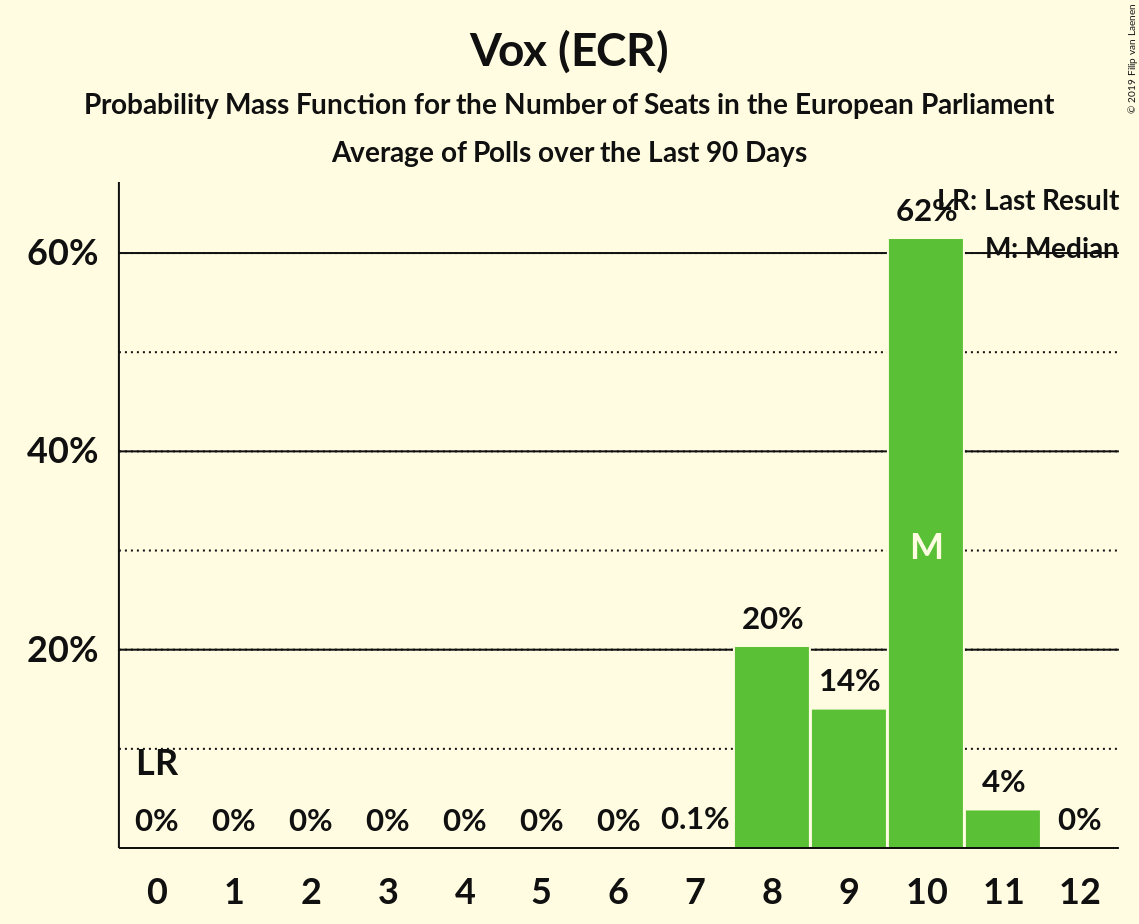 Vox (ECR)
Probability Mass Function for the Number of Seats in the European Parliament
Average of Polls over the Last 90 Days
© 2019 Filip van Laenen
LR: Last Result
M: Median
62%
60%
40%
M
20%
20%
14%
LR
4%
0% 0% 0% 0% 0% 0% 0% 0.1% 0%
0 1 2 3 4 5 6 7 8 9 10 11 12